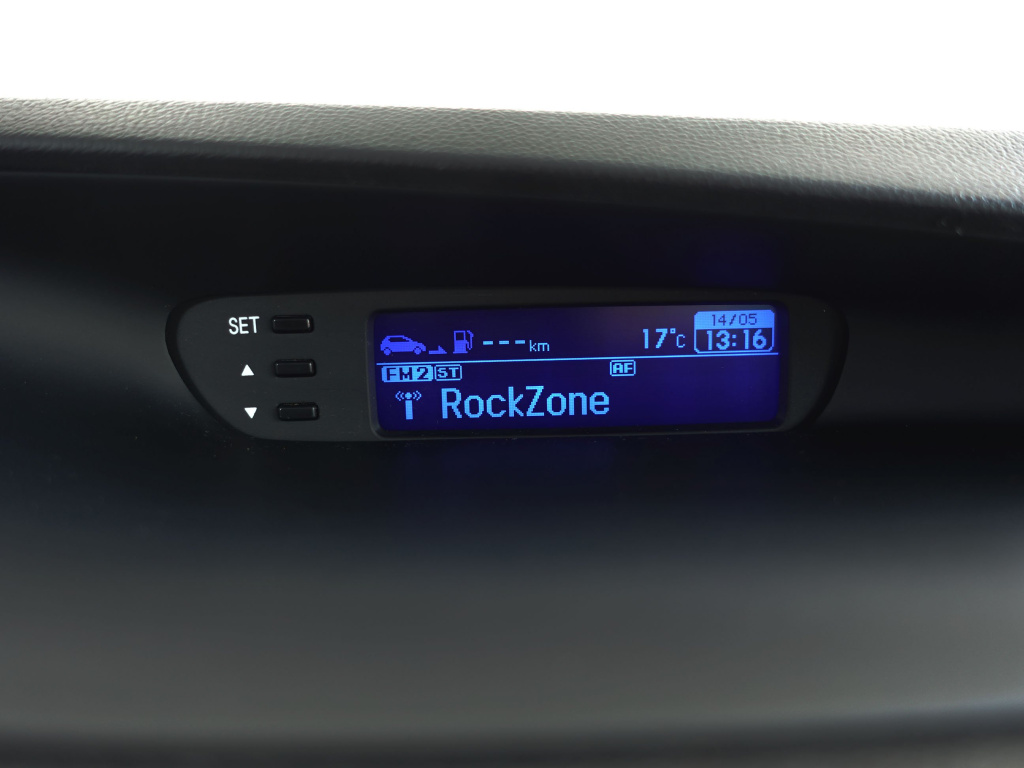 SET
14/05
--- km 17°C 13:16
FM2 ST AF
RockZone